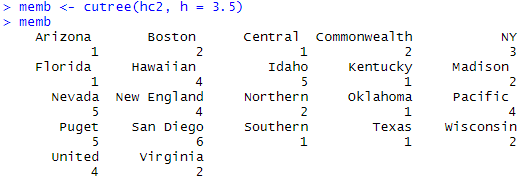 > memb <- cutree(hc2, h = 3.5)
> memb
Arizona Boston Central Commonwealth NY
1 2 1 2 3
Florida Hawaiian Idaho Kentucky Madison
1 4 5 1 2
Nevada New England Northern Oklahoma Pacific
5 4 2 1 4
Puget San Diego Southern Texas Wisconsin
5 6 1 1 2
United Virginia
4 2